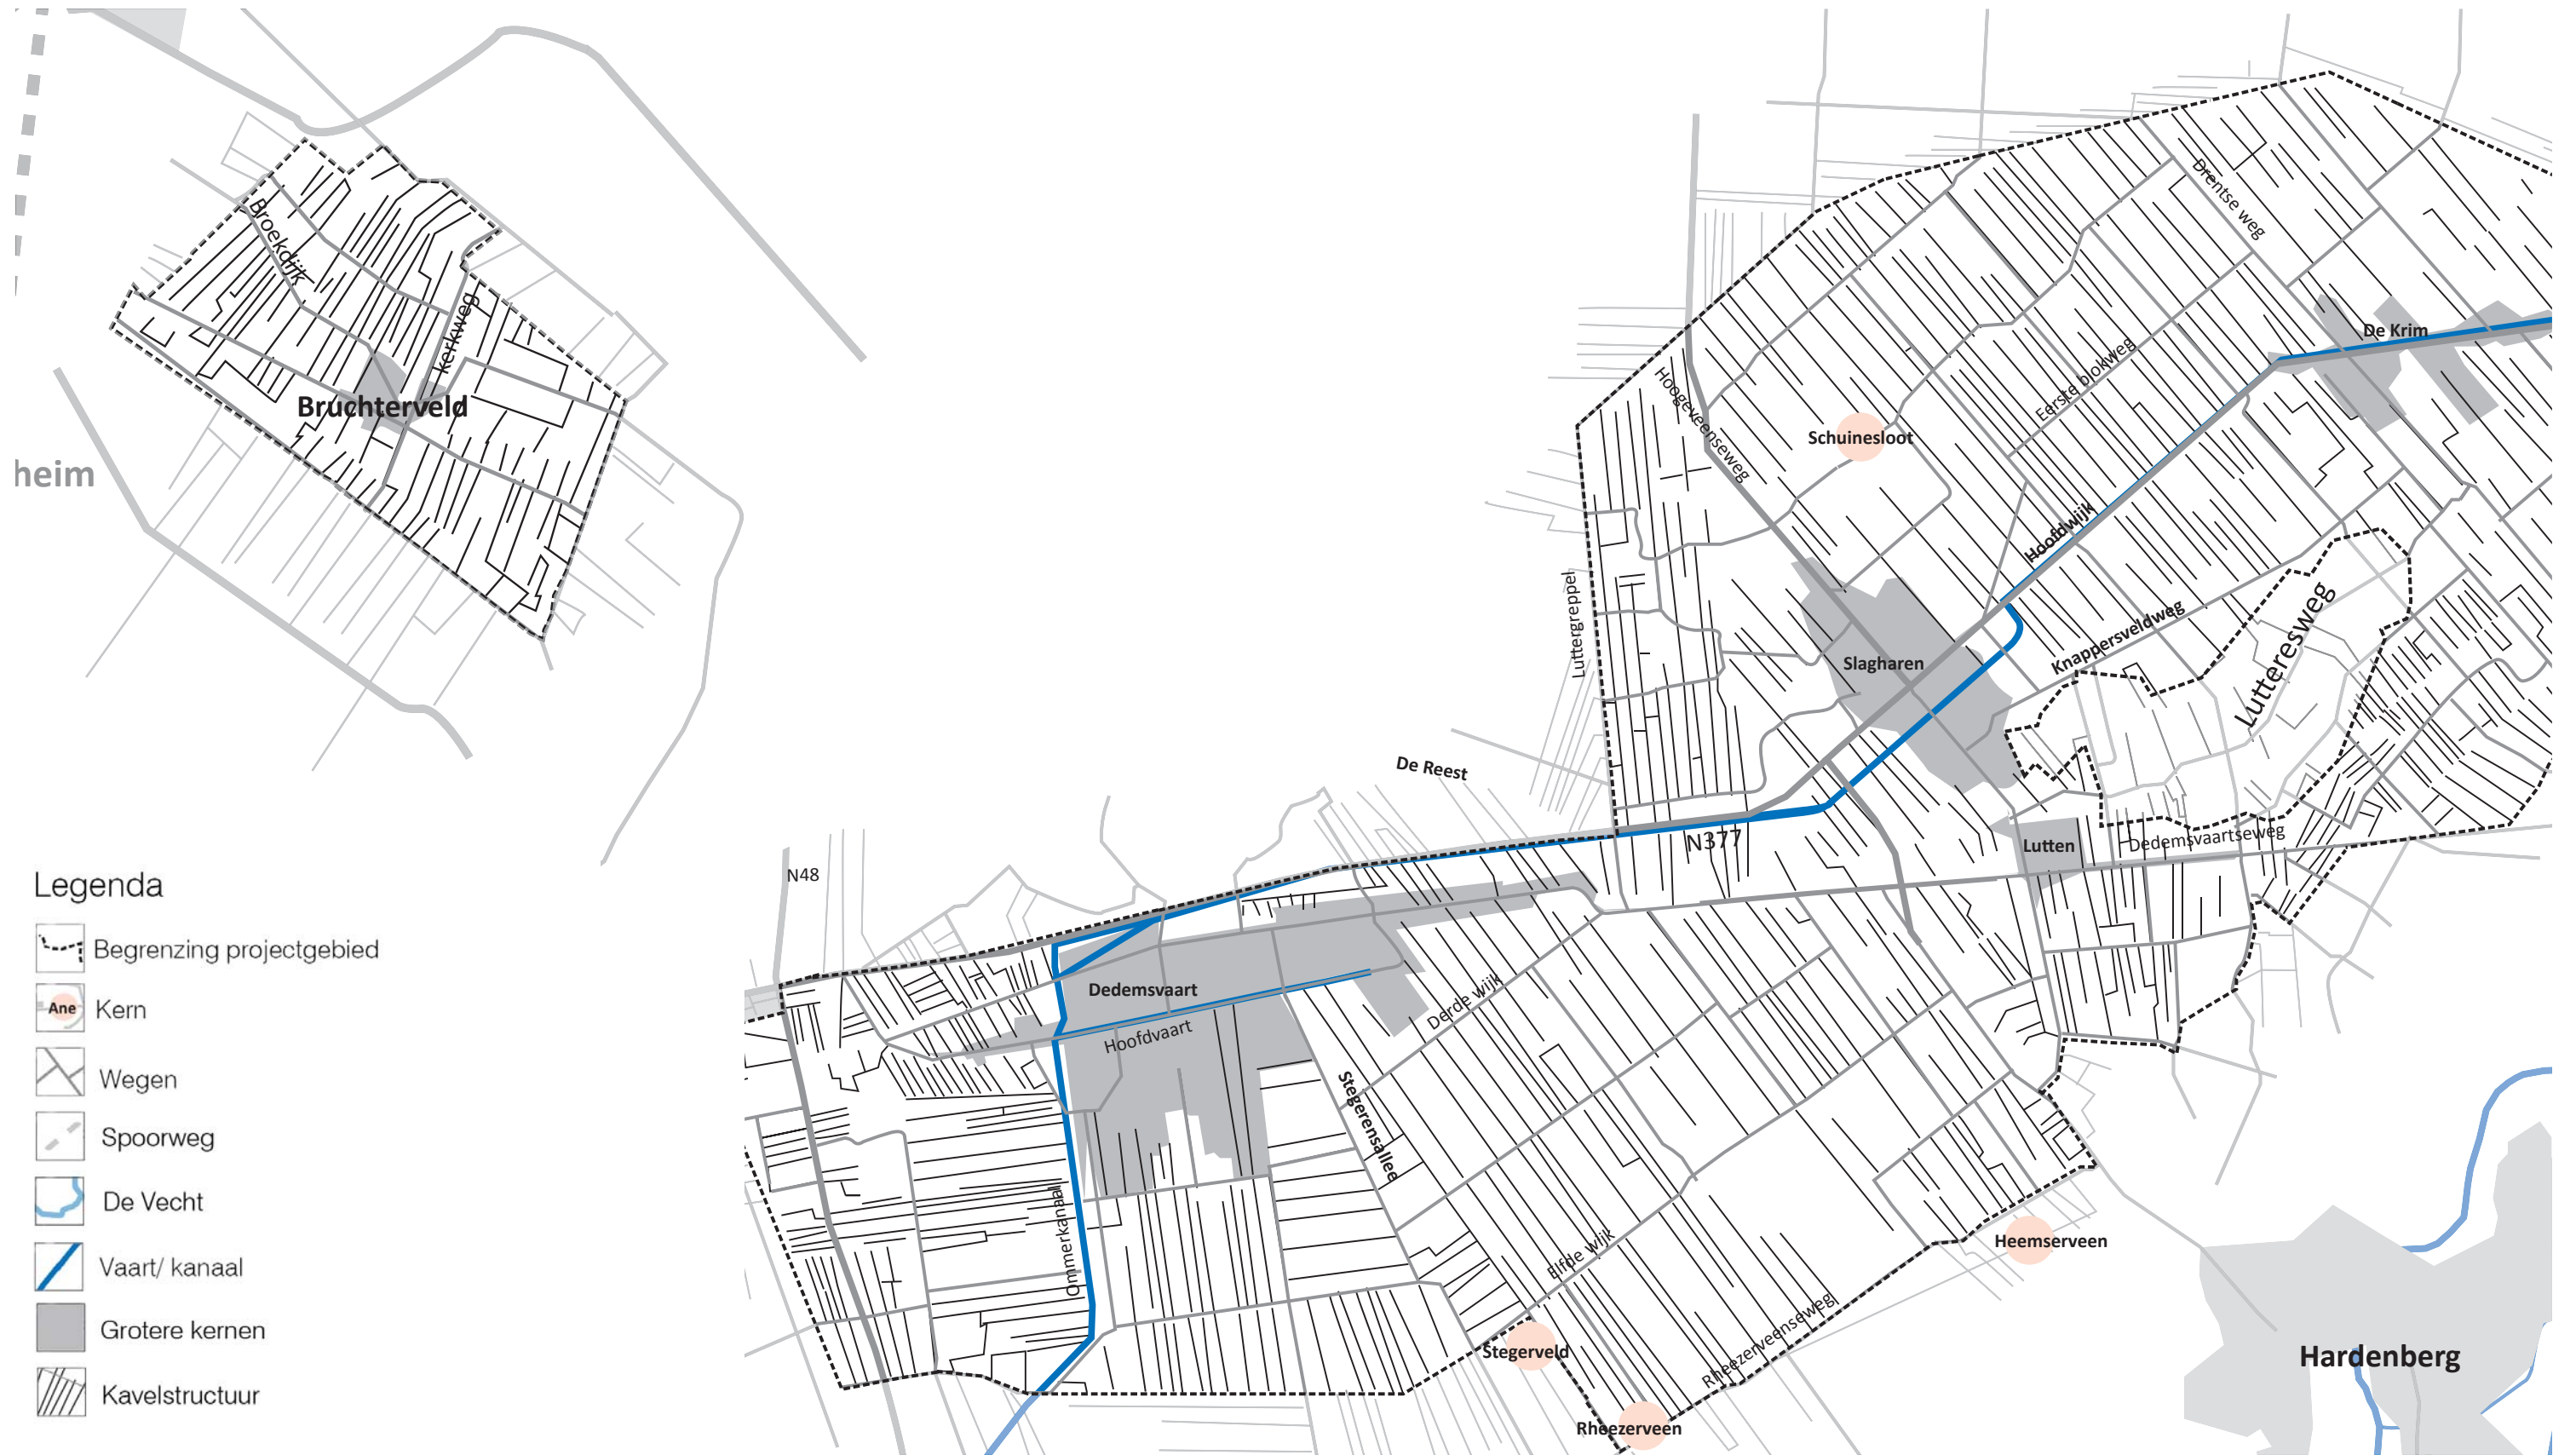 Broekdijk
kerkweg
Bruchterveld
heim
Drentse weg
De Krim
Eerste blokweg
Hoogeveenseweg
Schuinesloot
Hoofdwijk
Luttergreppel
Slagharen
Knappersveldweg
Lutteresweg
De Reest
N377
Lutten
Dedemsvaartseweg
N48
Dedemsvaart
Hoofdvaart
Derde wijk
Stegerensallee
Ommerkanaal
Elfde wijk
Heemserveen
Rheezerveenseweg
Stegerveld
Hardenberg
Rheezerveen
Legenda
Begrenzing projectgebied
Ane
Kern
Wegen
Spoorweg
De Vecht
Vaart/ kanaal
Grotere kernen
Kavelstructuur